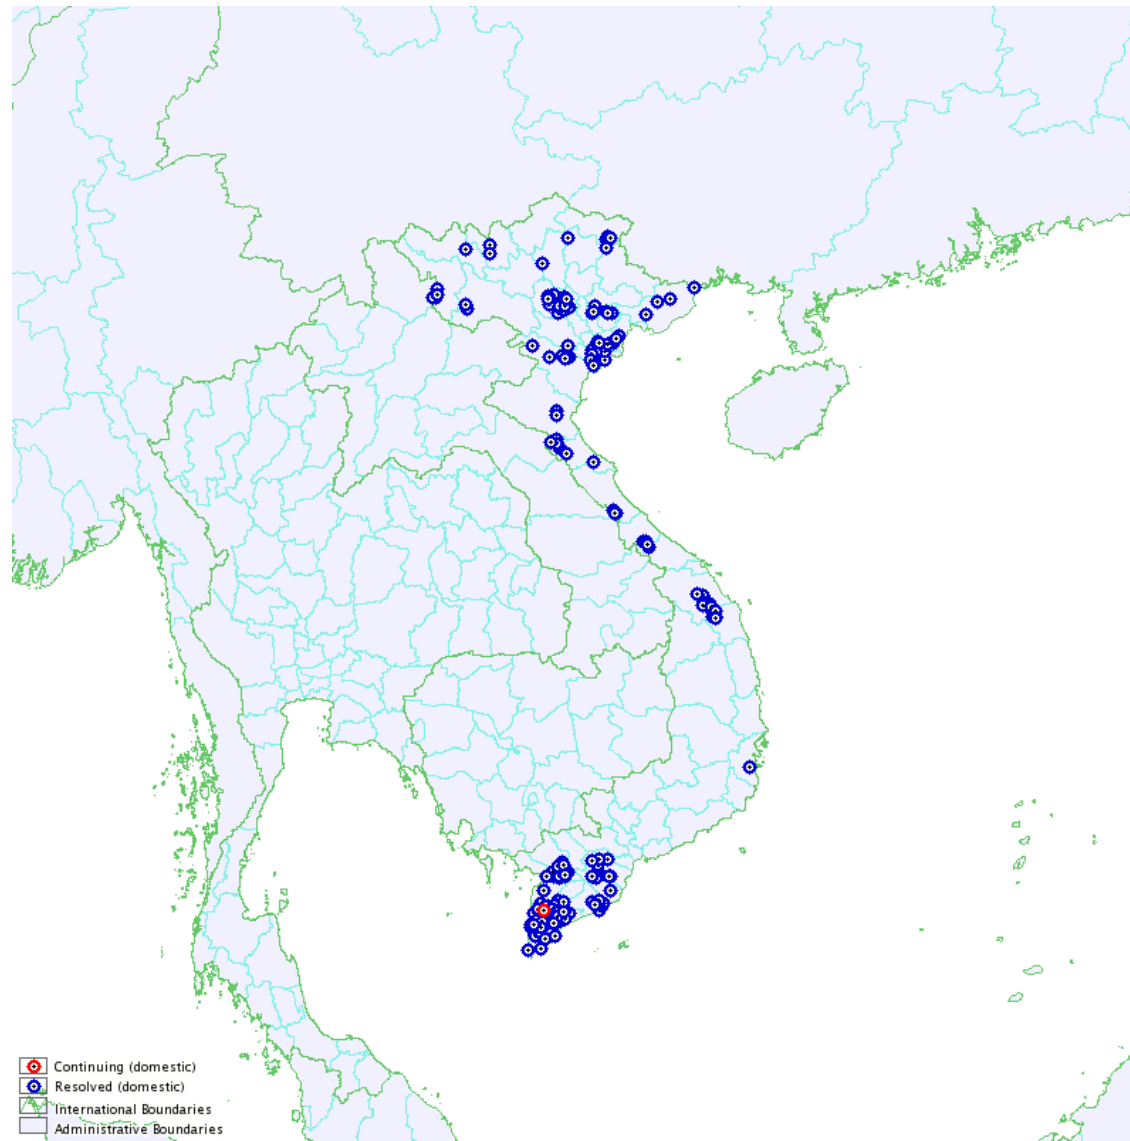 Continuing (domestic)
Resolved (domestic)
International Boundaries
Administrative Boundaries